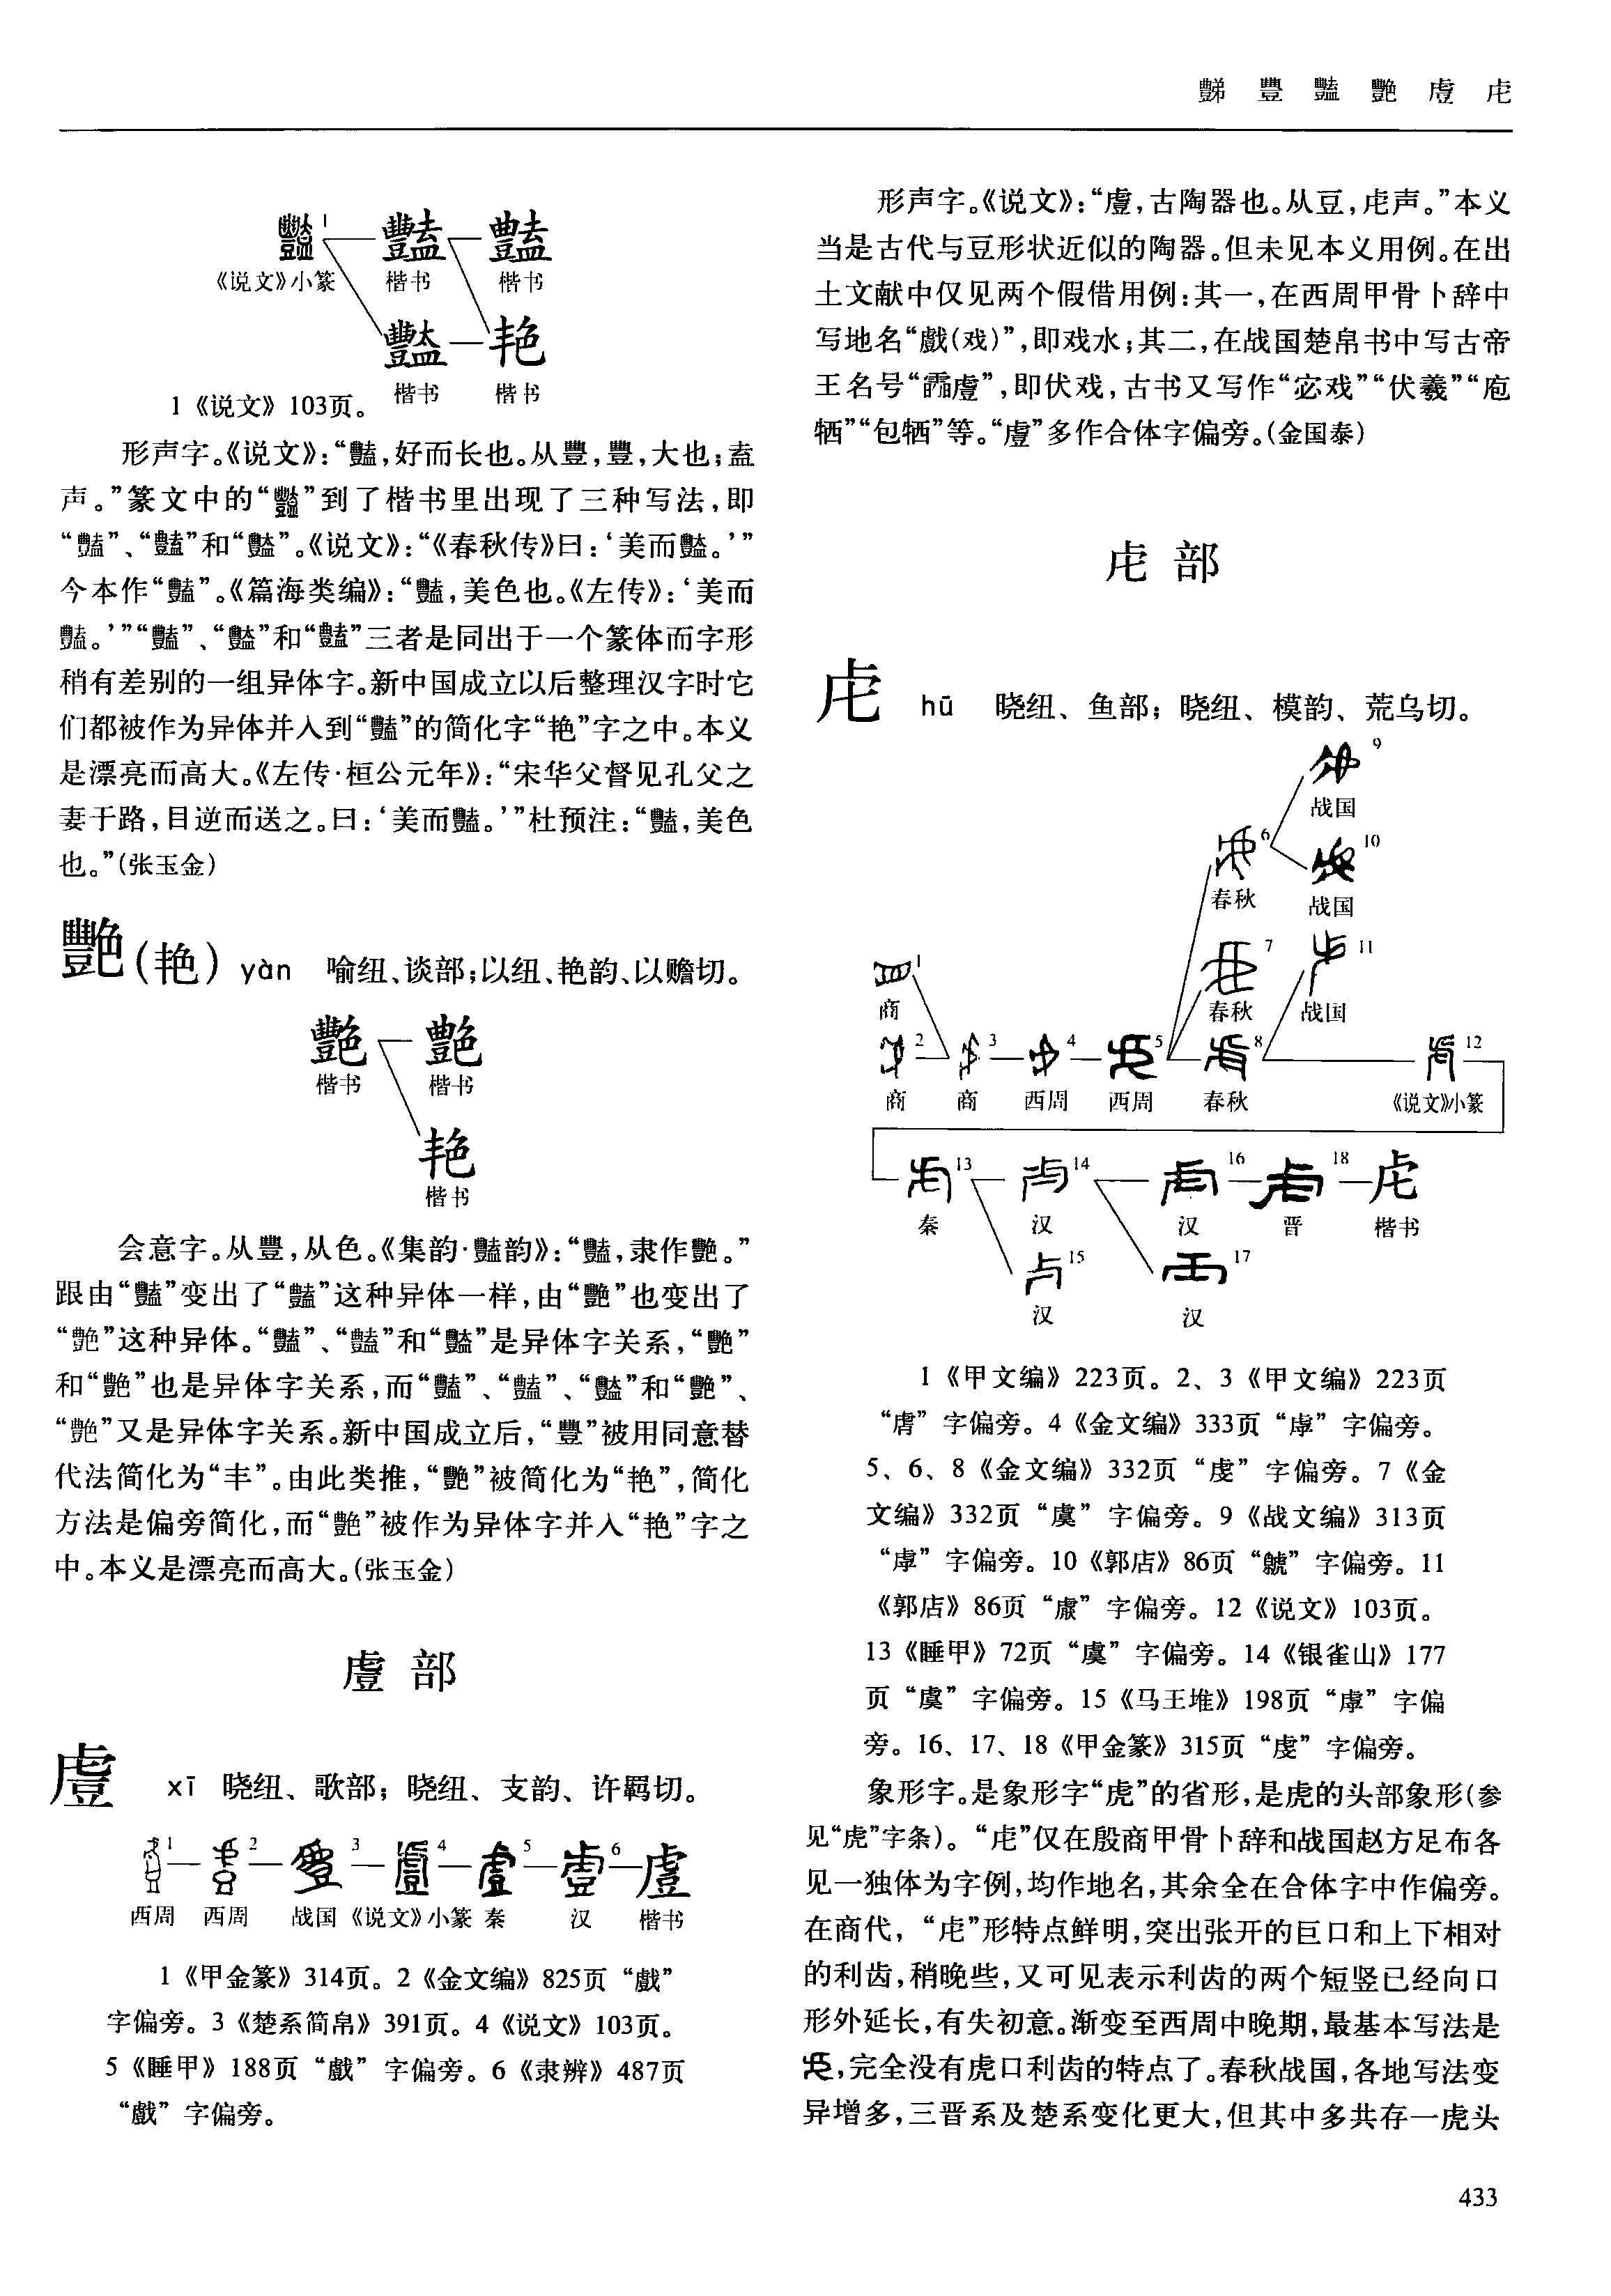 豑 豐 豔 艷 䖒 虍
1
《说文》小篆 楷书 楷书
楷书 楷书
1《说文》103页。
形声字。《说文》：“豔，好而长也。从豐，豐，大也；盍
声。”篆文中的“”到了楷书里出现了三种写法，即
“豔”、“”和“”。《说文》：“《春秋传》曰：‘美而豔。’”
今本作“豔”。《篇海类编》：“豔，美色也。《左传》：‘美而
豔。’”“豔”、“”和“”三者是同出于一个篆体而字形
稍有差别的一组异体字。新中国成立以后整理汉字时它
们都被作为异体并入到“豔”的简化字“艳”字之中。本义
是漂亮而高大。《左传·桓公元年》：“宋华父督见孔父之
妻于路，目逆而送之。曰：‘美而豔。’”杜预注：“豔，美色
也。”（张玉金）
艷（艳） yàn 喻纽、谈部；以纽、艳韵、以赡切。
艷 艶
楷书 楷书
艳
楷书
会意字。从豐，从色。《集韵·豔韵》：“豔，隶作艷。”
跟由“豔”变出了“”这种异体一样，由“艷”也变出了
“艶”这种异体。“豔”、“”和“”是异体字关系，“艷”
和“艶”也是异体字关系，而“豔”、“”、“”和“艷”、
“艶”又是异体字关系。新中国成立后，“豐”被用同意替
代法简化为“丰”。由此类推，“艷”被简化为“艳”，简化
方法是偏旁简化，而“艶”被作为异体字并入“艳”字之
中。本义是漂亮而高大。（张玉金）
䖒 部
䖒 xī 晓纽、歌部；晓纽、支韵、许羁切。
1 2 3 4 5 6 䖒
西周 西周 战国 《说文》小篆 秦 汉 楷书
1《甲金篆》314页。2《金文编》825页“戲”
字偏旁。3《楚系简帛》391页。4《说文》103页。
5《睡甲》188页“戲”字偏旁。6《隶辨》487页
“戲”字偏旁。
形声字。《说文》：“䖒，古陶器也。从豆，虍声。”本义
当是古代与豆形状近似的陶器。但未见本义用例。在出
土文献中仅见两个假借用例：其一，在西周甲骨卜辞中
写地名“戲(戏)”，即戏水；其二，在战国楚帛书中写古帝
王名号“䖒”，即伏戏，古书又写作“宓戏”“伏羲”“庖
牺”“包牺”等。“䖒”多作合体字偏旁。（金国泰）
虍 部
虍 hū 晓纽、鱼部；晓纽、模韵、荒乌切。
9
战国
6 10
春秋 战国
1 7 11
商 春秋 战国
2 3 4 5 8 12
商 商 西周 西周 春秋 《说文》小篆
13 14 16 18 虍
秦 汉 汉 晋 楷书
15 17
汉 汉
1《甲文编》223页。2、3《甲文编》223页
“虏”字偏旁。4《金文编》333页“虖”字偏旁。
5、6、8《金文编》332页“虔”字偏旁。7《金
文编》332页“虞”字偏旁。9《战文编》313页
“虖”字偏旁。10《郭店》86页“虩”字偏旁。11
《郭店》86页“虡”字偏旁。12《说文》103页。
13《睡甲》72页“虞”字偏旁。14《银雀山》177
页“虞”字偏旁。15《马王堆》198页“虖”字偏
旁。16、17、18《甲金篆》315页“虔”字偏旁。
象形字。是象形字“虎”的省形，是虎的头部象形（参
见“虎”字条）。“虍”仅在殷商甲骨卜辞和战国赵方足布各
见一独体为字例，均作地名，其余全在合体字中作偏旁。
在商代，“虍”形特点鲜明，突出张开的巨口和上下相对
的利齿，稍晚些，又可见表示利齿的两个短竖已经向口
形外延长，有失初意。渐变至西周中晚期，最基本写法是
，完全没有虎口利齿的特点了。春秋战国，各地写法变
异增多，三晋系及楚系变化更大，但其中多共存一虎头
433